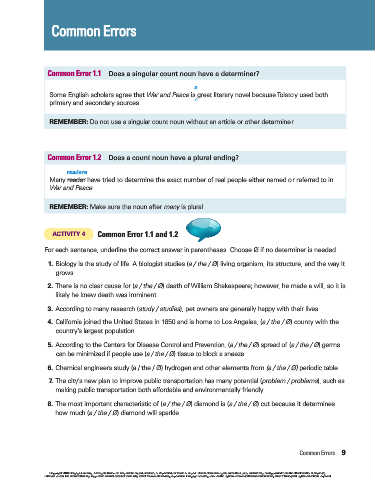 Common Errors
Common Error 1.1 Does a singular count noun have a determiner?
a
Some English scholars agree that War and Peace is great literary novel because Tolstoy used both
primary and secondary sources
REMEMBER: Do not use a singular count noun without an article or other determiner
Common Error 1.2 Does a count noun have a plural ending?
readers
Many reader have tried to determine the exact number of real people either named or referred to in
War and Peace
REMEMBER: Make sure the noun after many is plural
ACTIVITY 4 Common Error 1.1 and 1.2
For each sentence, underline the correct answer in parentheses Choose Ø if no determiner is needed
1. Biology is the study of life A biologist studies (a / the / Ø) living organism, its structure, and the way it
grows
2. There is no clear cause for (a / the / Ø) death of William Shakespeare; however, he made a will, so it is
likely he knew death was imminent
3. According to many research (study / studies), pet owners are generally happy with their lives
4. California joined the United States in 1850 and is home to Los Angeles, (a / the / Ø) county with the
country's largest population
5. According to the Centers for Disease Control and Prevention, (a / the / Ø) spread of (a / the / Ø) germs
can be minimized if people use (a / the / Ø) tissue to block a sneeze
6. Chemical engineers study (a / the / Ø) hydrogen and other elements from (a / the / Ø) periodic table
7. The city's new plan to improve public transportation has many potential (problem / problems), such as
making public transportation both affordable and environmentally friendly
8. The most important characteristic of (a / the / Ø) diamond is (a / the / Ø) cut because it determines
how much (a / the / Ø) diamond will sparkle
Common Errors 9